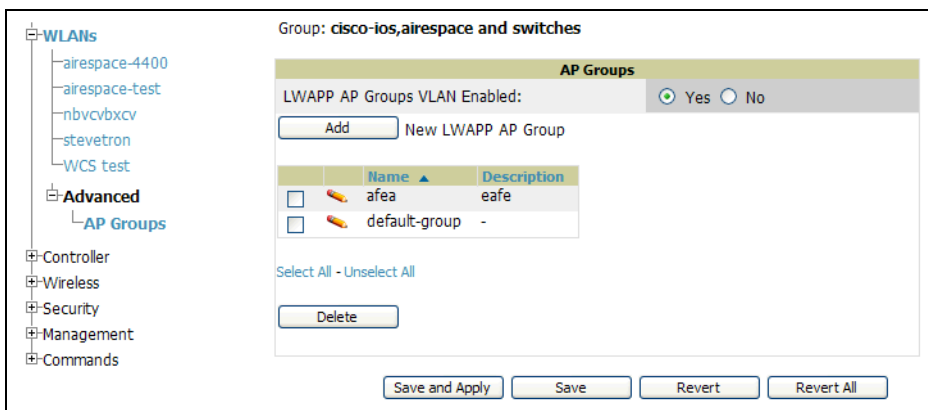 WLANs
airespace-4400
airespace-test
nbvcvbxcv
stevetron
WCS test
Advanced
AP Groups
Controller
Wireless
Security
Management
Commands
Group: cisco-ios,airespace and switches
AP Groups
LWAPP AP Groups VLAN Enabled: Yes No
Add New LWAPP AP Group
Name ▲ Description
afea eafe
default-group -
Select All - Unselect All
Delete
Save and Apply Save Revert Revert All